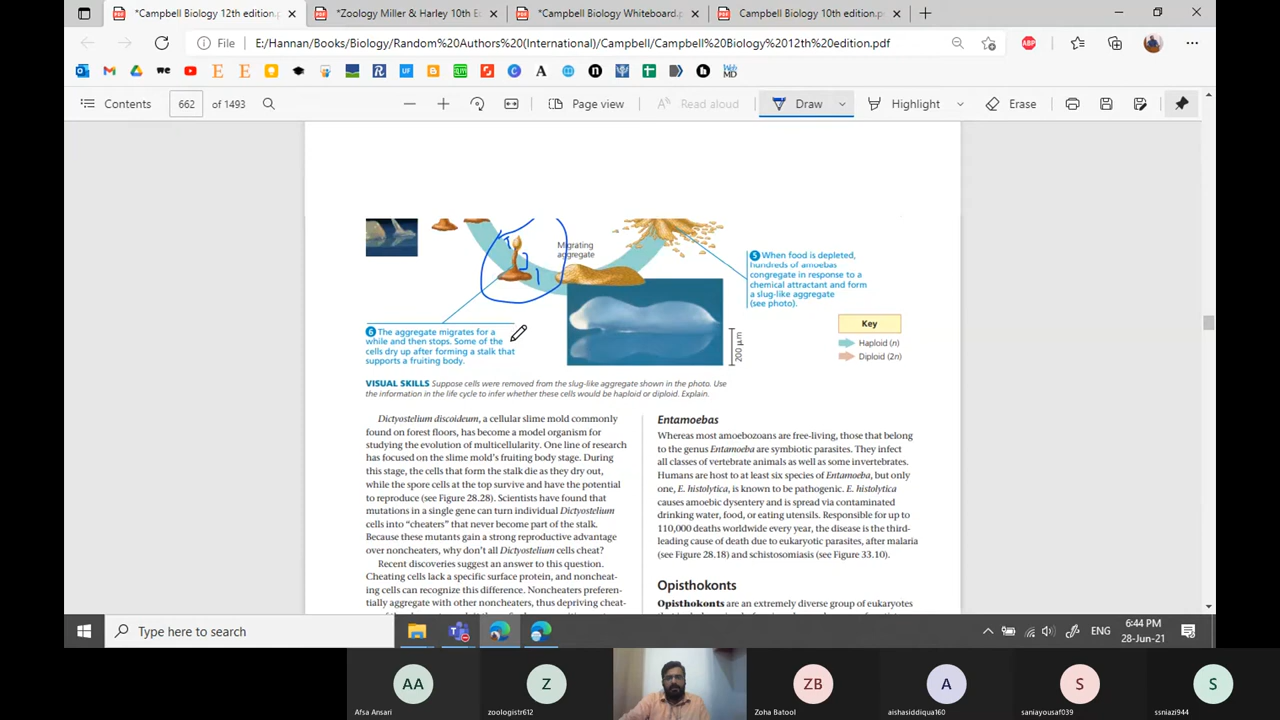 *Campbell Biology 12th edition.
*Zoology Miller & Harley 10th Ed
*Campbell Biology Whiteboard.p
Campbell Biology 10th edition.p
File
E:/Hannan/Books/Biology/Random%20Authors%20(International)/Campbell/Campbell%20Biology%2012th%20edition.pdf
ABP
we
UF
A
n
h
Web
MD
Contents
662
of 1493
Page view
Read aloud
Draw
Highlight
Erase
Migrating
aggregate
5 When food is depleted,
hundreds of amoebas
congregate in response to a
chemical attractant and form
a slug-like aggregate
(see photo).
6 The aggregate migrates for a
while and then stops. Some of the
cells dry up after forming a stalk that
supports a fruiting body.
200 μm
Key
Haploid (n)
Diploid (2n)
VISUAL SKILLS Suppose cells were removed from the slug-like aggregate shown in the photo. Use
the information in the life cycle to infer whether these cells would be haploid or diploid. Explain.
Dictyostelium discoideum, a cellular slime mold commonly
found on forest floors, has become a model organism for
studying the evolution of multicellularity. One line of research
has focused on the slime mold's fruiting body stage. During
this stage, the cells that form the stalk die as they dry out,
while the spore cells at the top survive and have the potential
to reproduce (see Figure 28.28). Scientists have found that
mutations in a single gene can turn individual Dictyostelium
cells into "cheaters" that never become part of the stalk.
Because these mutants gain a strong reproductive advantage
over noncheaters, why don't all Dictyostelium cells cheat?
Recent discoveries suggest an answer to this question.
Cheating cells lack a specific surface protein, and noncheat-
ing cells can recognize this difference. Noncheaters preferen-
tially aggregate with other noncheaters, thus depriving cheat-
Entamoebas
Whereas most amoebozoans are free-living, those that belong
to the genus Entamoeba are symbiotic parasites. They infect
all classes of vertebrate animals as well as some invertebrates.
Humans are host to at least six species of Entamoeba, but only
one, E. histolytica, is known to be pathogenic. E. histolytica
causes amoebic dysentery and is spread via contaminated
drinking water, food, or eating utensils. Responsible for up to
110,000 deaths worldwide every year, the disease is the third-
leading cause of death due to eukaryotic parasites, after malaria
(see Figure 28.18) and schistosomiasis (see Figure 33.10).
Opisthokonts
Opisthokonts are an extremely diverse group of eukaryotes
Type here to search
ENG
6:44 PM
28-Jun-21
AA
Z
ZB
A
S
S
Afsa Ansari
zoologistr612
Zoha Batool
aishasiddiqua160
saniayousaf039
ssniazi944